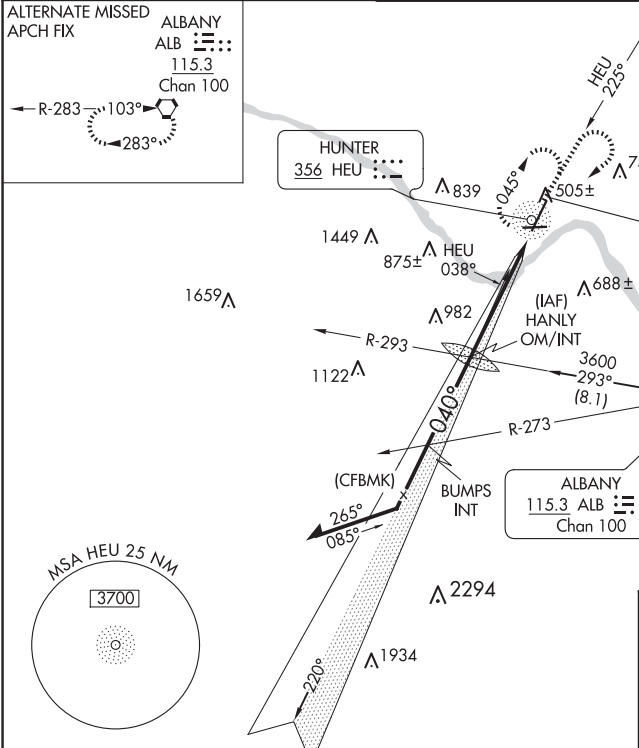 ALTERNATE MISSED
APCH FIX
ALBANY
ALB
115.3
Chan 100
R-283
103°
283°
HEU
225°
HUNTER
356 HEU
045°
839
505±
1449
875±
HEU
038°
688±
1659
982
(IAF)
HANLY
OM/INT
R-293
3600
293°
(8.1)
1122
040°
R-273
(CFBMK)
BUMPS
INT
265°
085°
ALBANY
115.3 ALB
Chan 100
MSA HEU 25 NM
3700
2294
1934
220°